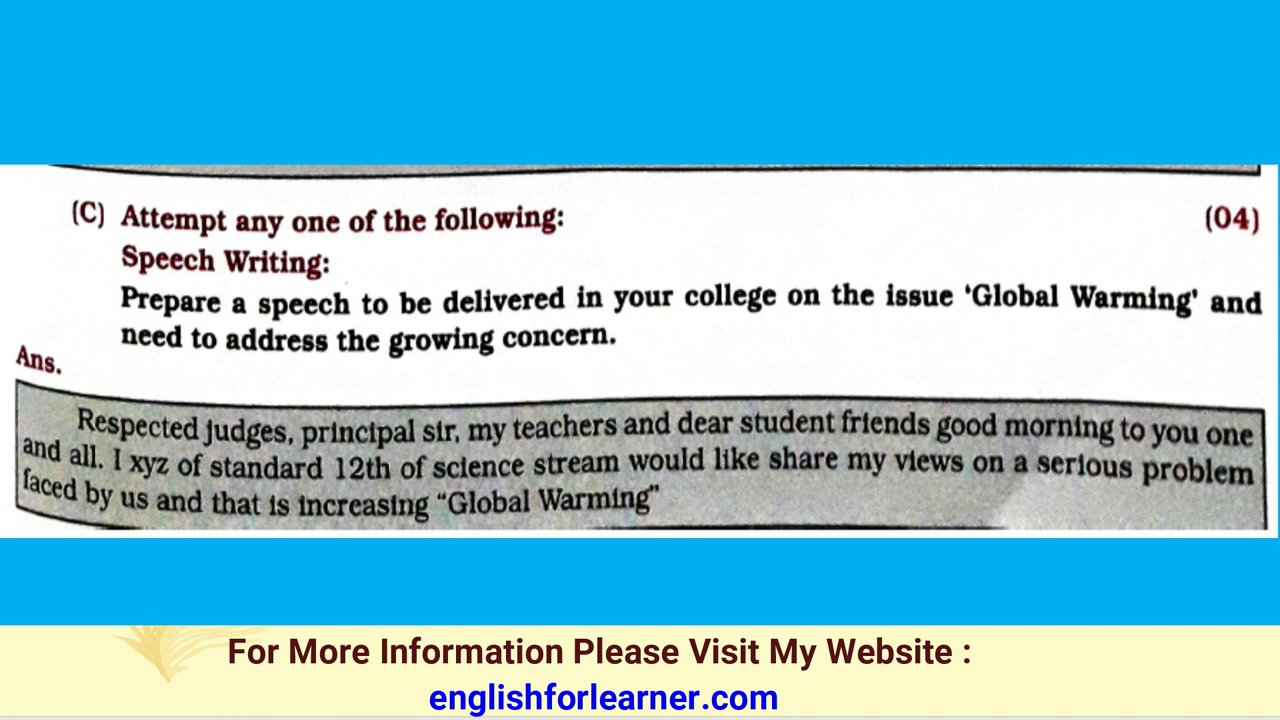 (C) Attempt any one of the following: (04)
Speech Writing:
Prepare a speech to be delivered in your college on the issue 'Global Warming' and
need to address the growing concern.
Ans.
Respected judges, principal sir, my teachers and dear student friends good morning to you one
and all. I xyz of standard 12th of science stream would like share my views on a serious problem
faced by us and that is increasing "Global Warming"
For More Information Please Visit My Website :
englishforlearner.com